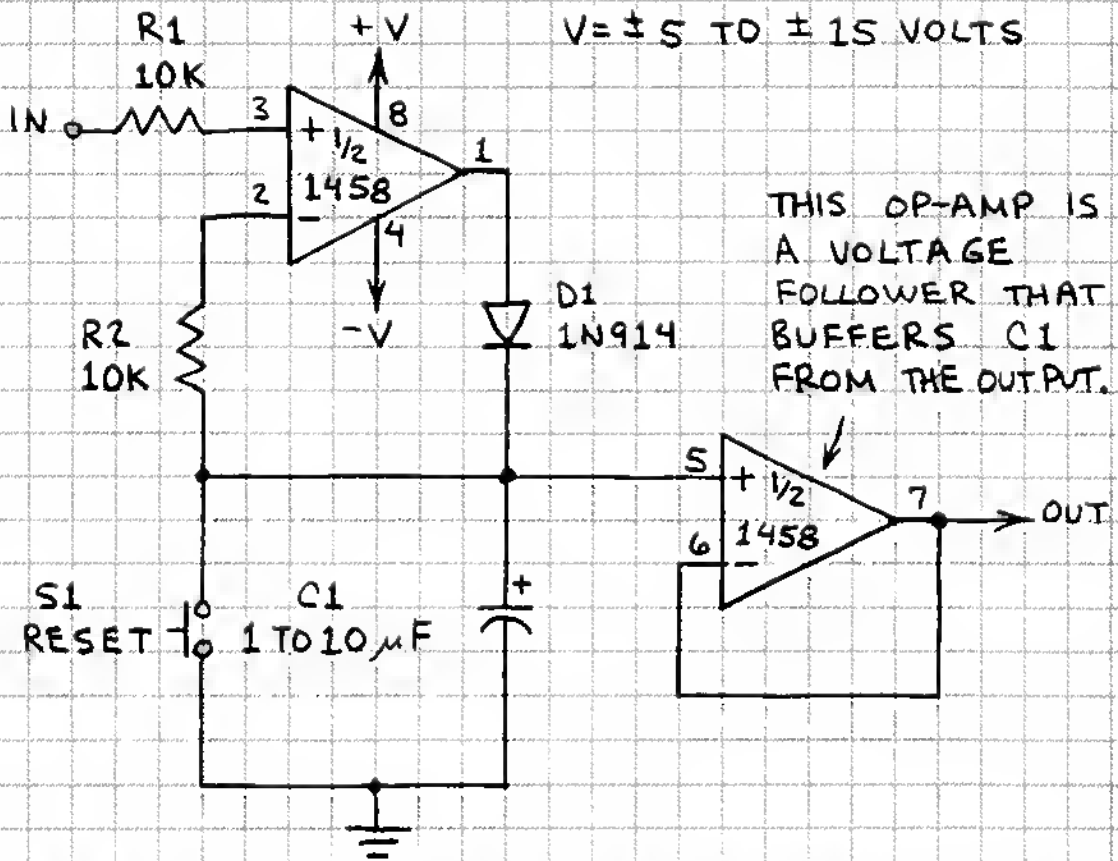 V= ± 5 TO ± 15 VOLTS
R1
10K
+V
IN
3
+
1/2
1458
8
1
2
-
4
-V
R2
10K
D1
1N914
THIS OP-AMP IS
A VOLTAGE
FOLLOWER THAT
BUFFERS C1
FROM THE OUTPUT.
5
+
1/2
1458
7
OUT
6
-
S1
RESET
C1
1 TO 10 µF
+